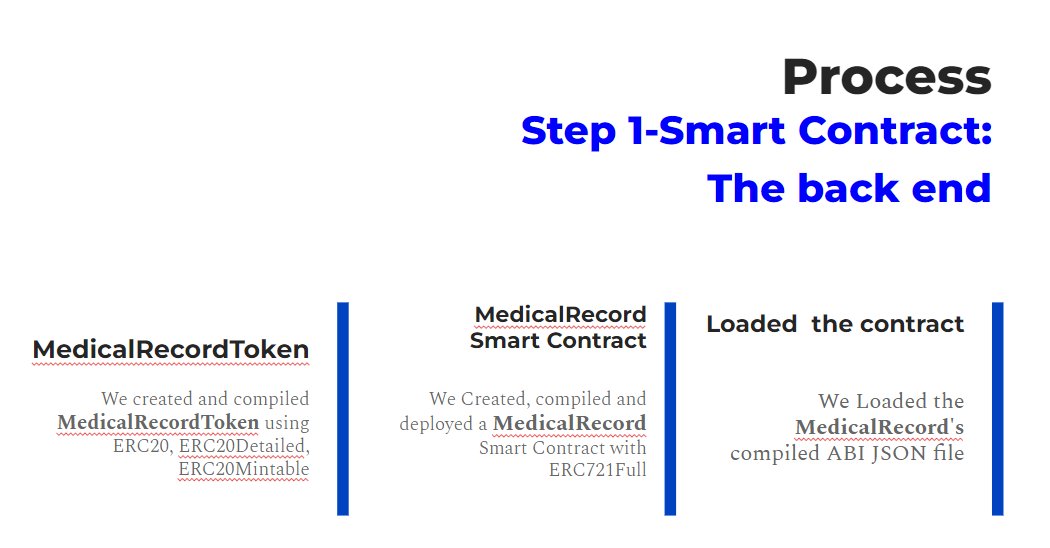 Process
Step 1-Smart Contract:
The back end
MedicalRecordToken
We created and compiled
MedicalRecordToken using
ERC20, ERC20Detailed,
ERC20Mintable
MedicalRecord
Smart Contract
We Created, compiled and
deployed a MedicalRecord
Smart Contract with
ERC721Full
Loaded  the contract
We Loaded the
MedicalRecord's
compiled ABI JSON file